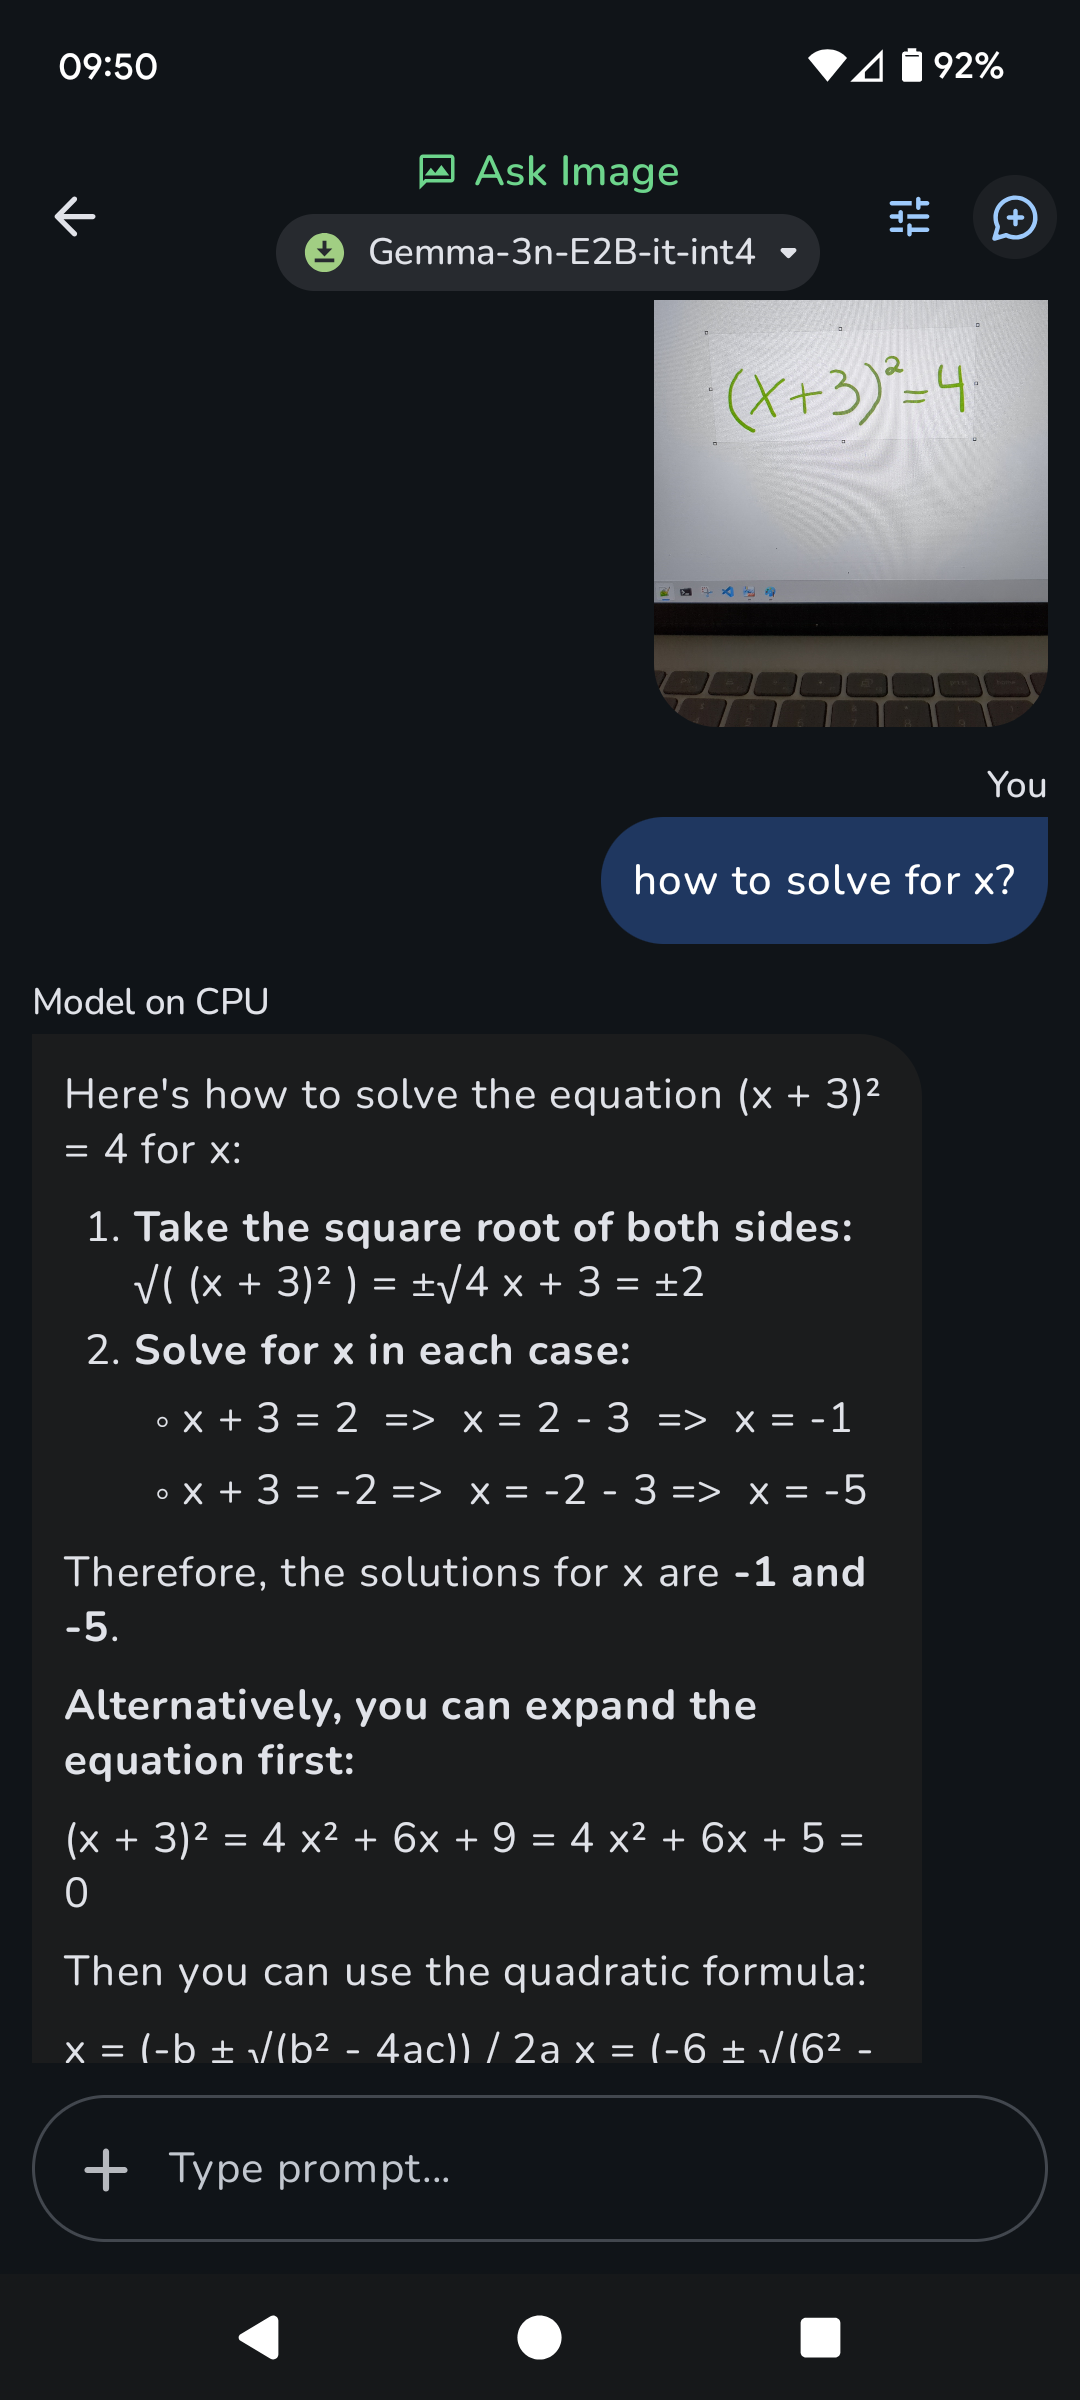 09:50
92%
Ask Image
Gemma-3n-E2B-it-int4
(x+3)²=4
You
how to solve for x?
Model on CPU
Here's how to solve the equation (x + 3)²
= 4 for x:
1. Take the square root of both sides:
√( (x + 3)² ) = ±√4 x + 3 = ±2
2. Solve for x in each case:
◦ x + 3 = 2 => x = 2 - 3 => x = -1
◦ x + 3 = -2 => x = -2 - 3 => x = -5
Therefore, the solutions for x are -1 and
-5.
Alternatively, you can expand the
equation first:
(x + 3)² = 4 x² + 6x + 9 = 4 x² + 6x + 5 =
0
Then you can use the quadratic formula:
x = (-b ± √(b² - 4ac)) / 2a x = (-6 ± √(6² -
Type prompt...